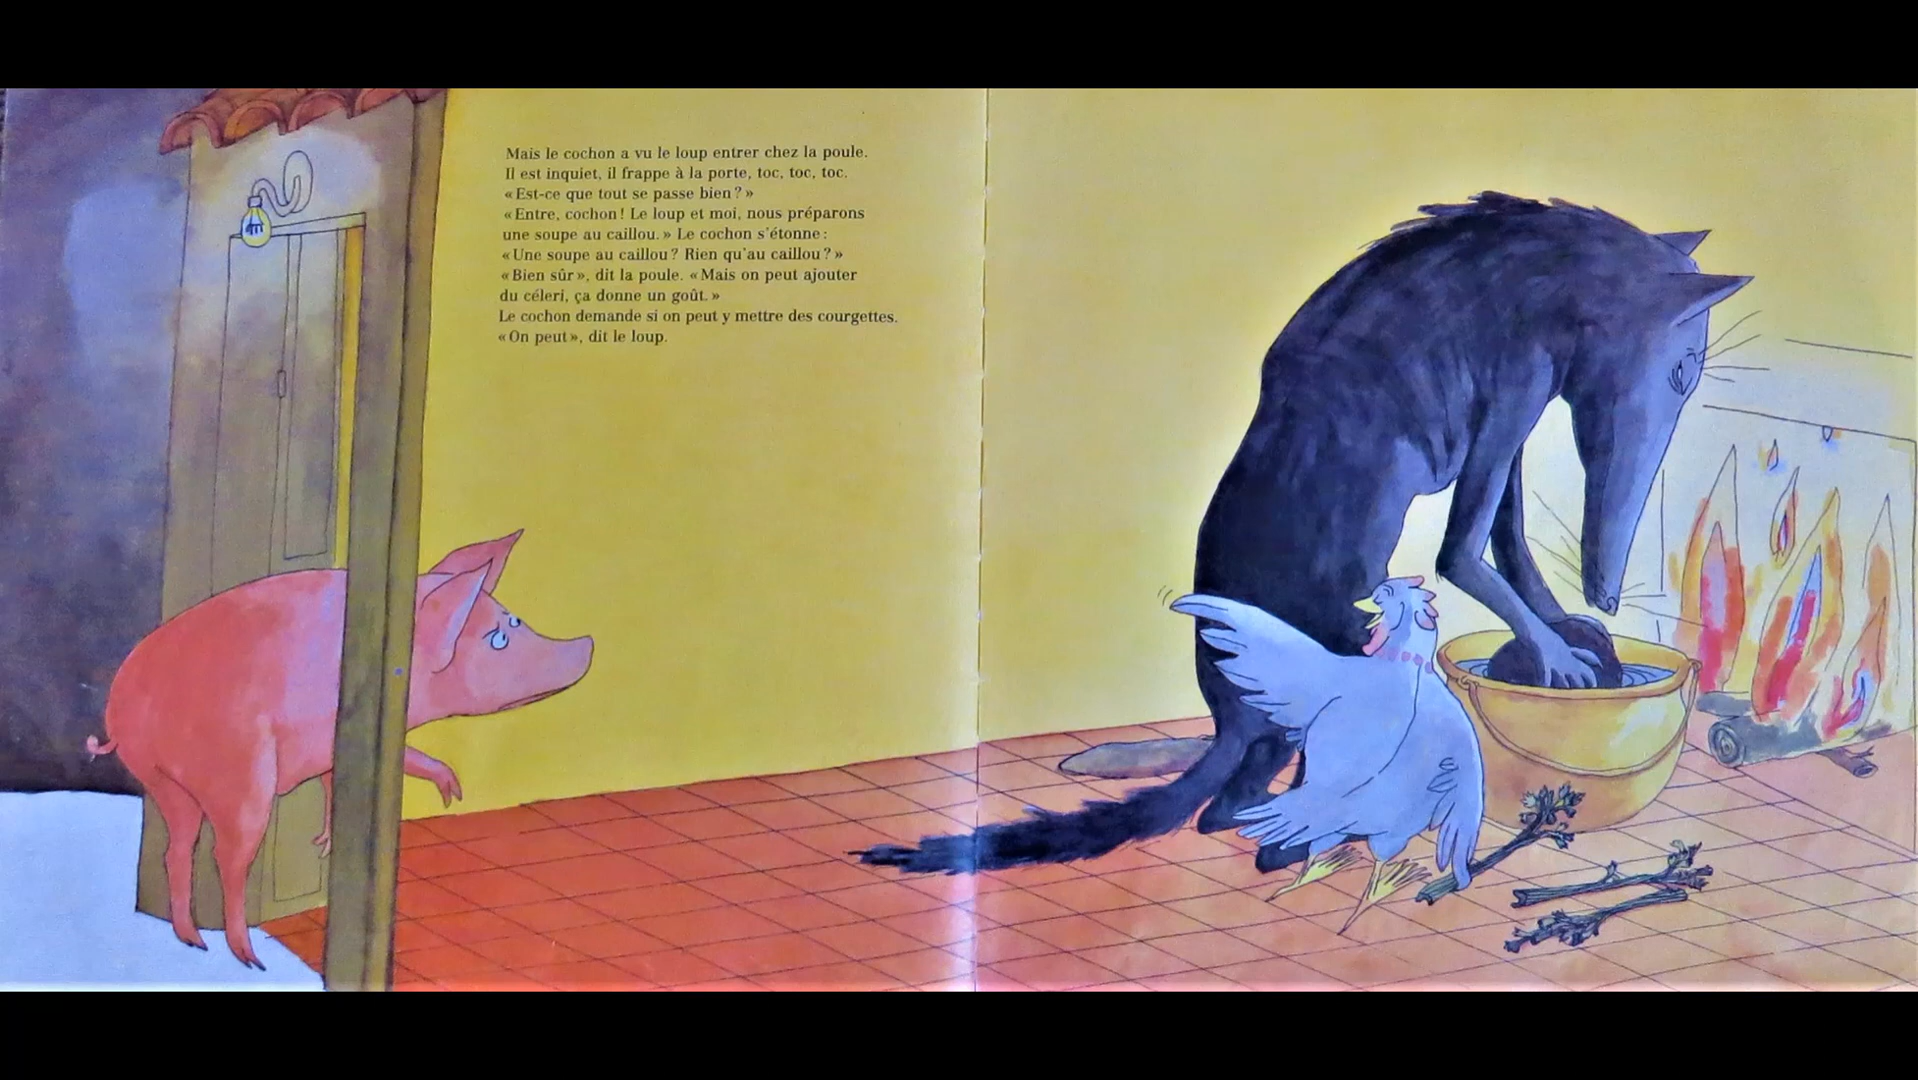 Mais le cochon a vu le loup entrer chez la poule.
Il est inquiet, il frappe à la porte, toc, toc, toc.
« Est-ce que tout se passe bien ? »
« Entre, cochon ! Le loup et moi, nous préparons
une soupe au caillou. » Le cochon s'étonne :
« Une soupe au caillou ? Rien qu'au caillou ? »
« Bien sûr », dit la poule. « Mais on peut ajouter
du céleri, ça donne un goût. »
Le cochon demande si on peut y mettre des courgettes.
« On peut », dit le loup.